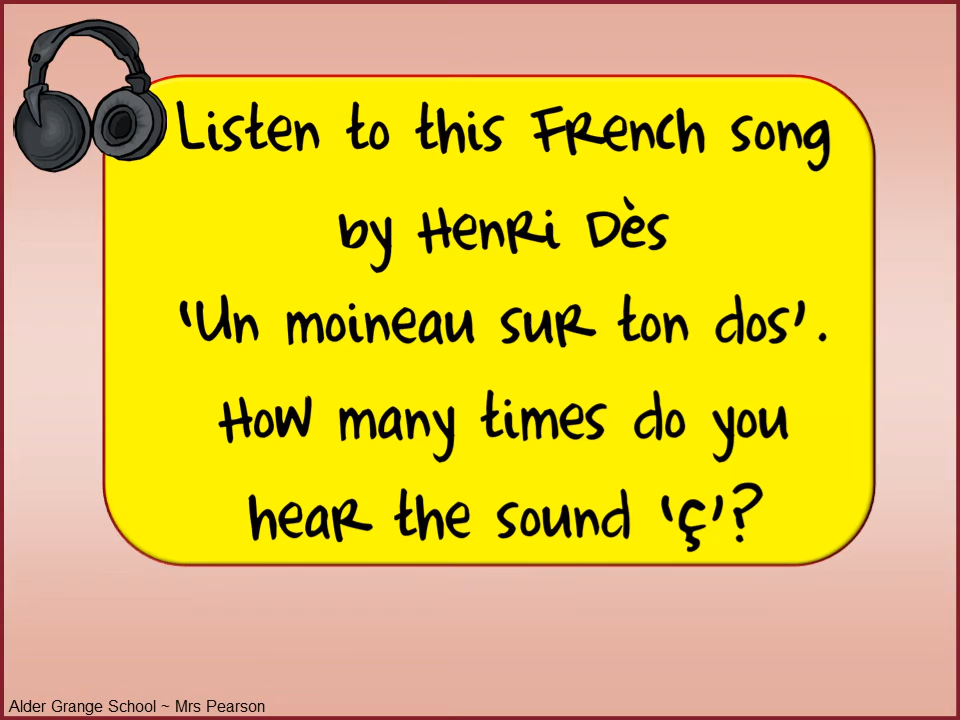 Listen to this French song
by Henri Dès
‘Un moineau sur ton dos’.
How many times do you
hear the sound ‘ç’?
Alder Grange School ~ Mrs Pearson